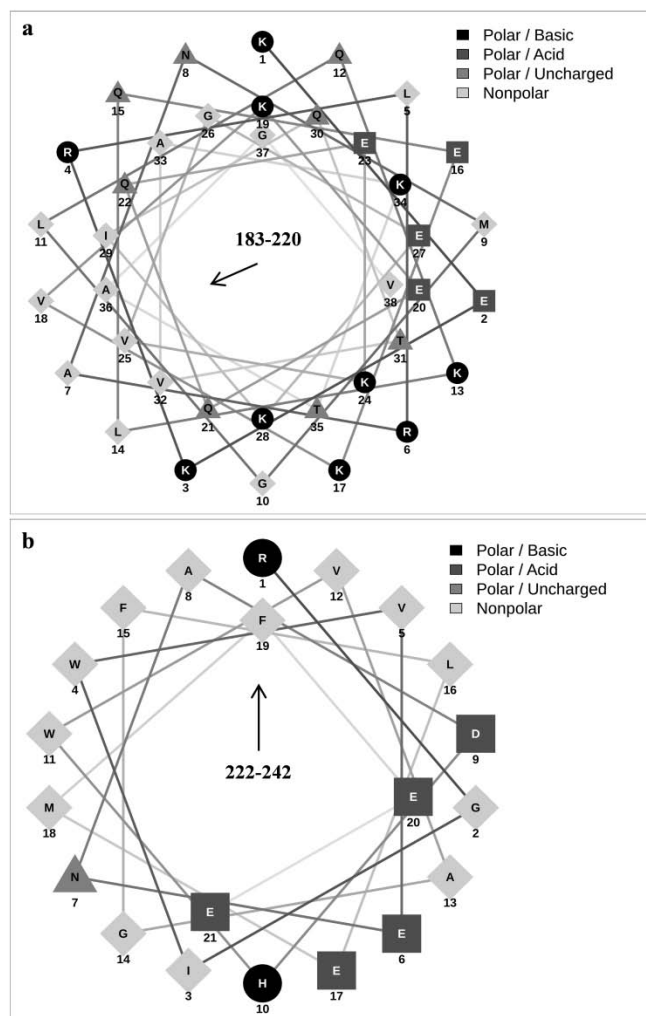 a
Polar / Basic
Polar / Acid
Polar / Uncharged
Nonpolar
K
1
N
8
Q
12
Q
15
L
5
K
19
G
26
Q
30
G
37
A
33
E
23
R
4
E
16
Q
22
K
34
L
11
M
9
I
29
E
27
183-220
V
38
A
36
E
20
V
18
E
2
V
25
T
31
A
7
K
13
V
32
K
24
Q
21
T
35
K
28
L
14
R
6
K
3
K
17
G
10
b
Polar / Basic
Polar / Acid
Polar / Uncharged
Nonpolar
R
1
A
8
V
12
F
15
V
5
F
19
W
4
L
16
W
11
D
9
222-242
E
20
M
18
G
2
N
7
A
13
E
21
G
14
E
6
I
3
E
17
H
10